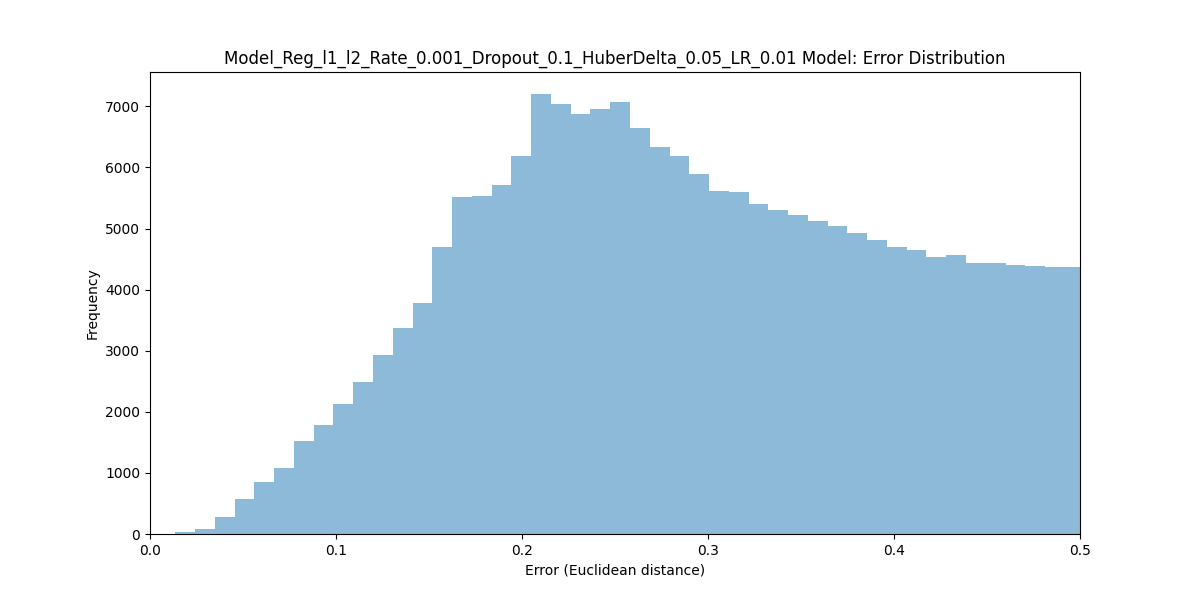 Model_Reg_l1_l2_Rate_0.001_Dropout_0.1_HuberDelta_0.05_LR_0.01 Model: Error Distribution
7000
6000
5000
4000
3000
2000
1000
0
Frequency
0.0 0.1 0.2 0.3 0.4 0.5
Error (Euclidean distance)